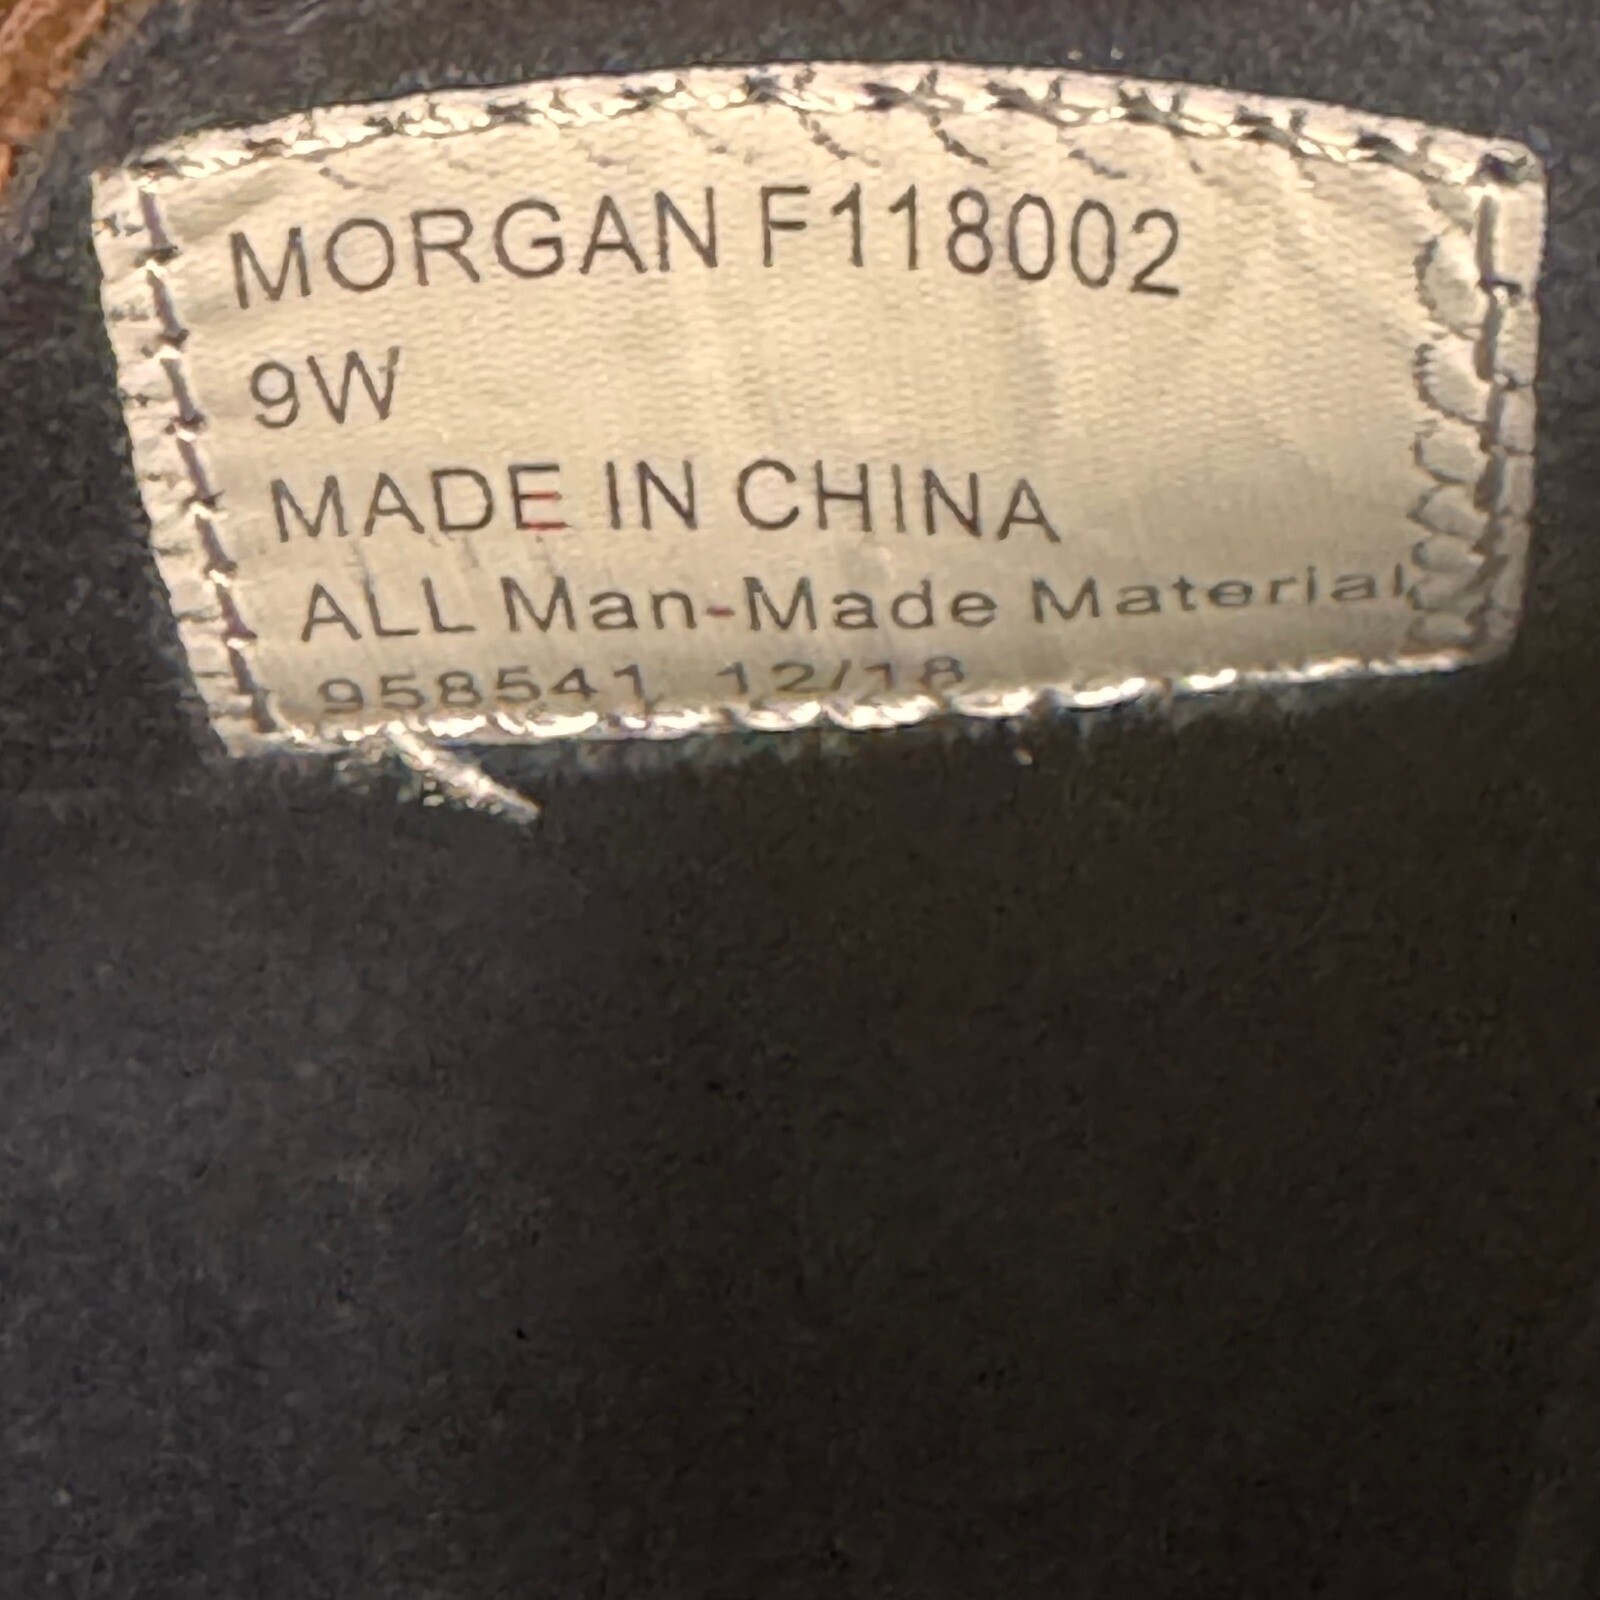 MORGAN F118002
9W
MADE IN CHINA
ALL Man-Made Material
958541 12/18